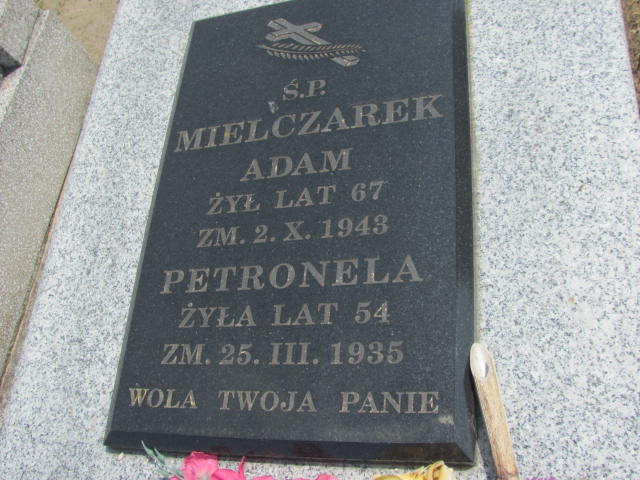 Ś.P.
MIELCZAREK
ADAM
ŻYŁ LAT 67
ZM. 2. X. 1943
PETRONELA
ŻYŁA LAT 54
ZM. 25. III. 1935
WOLA TWOJA PANIE